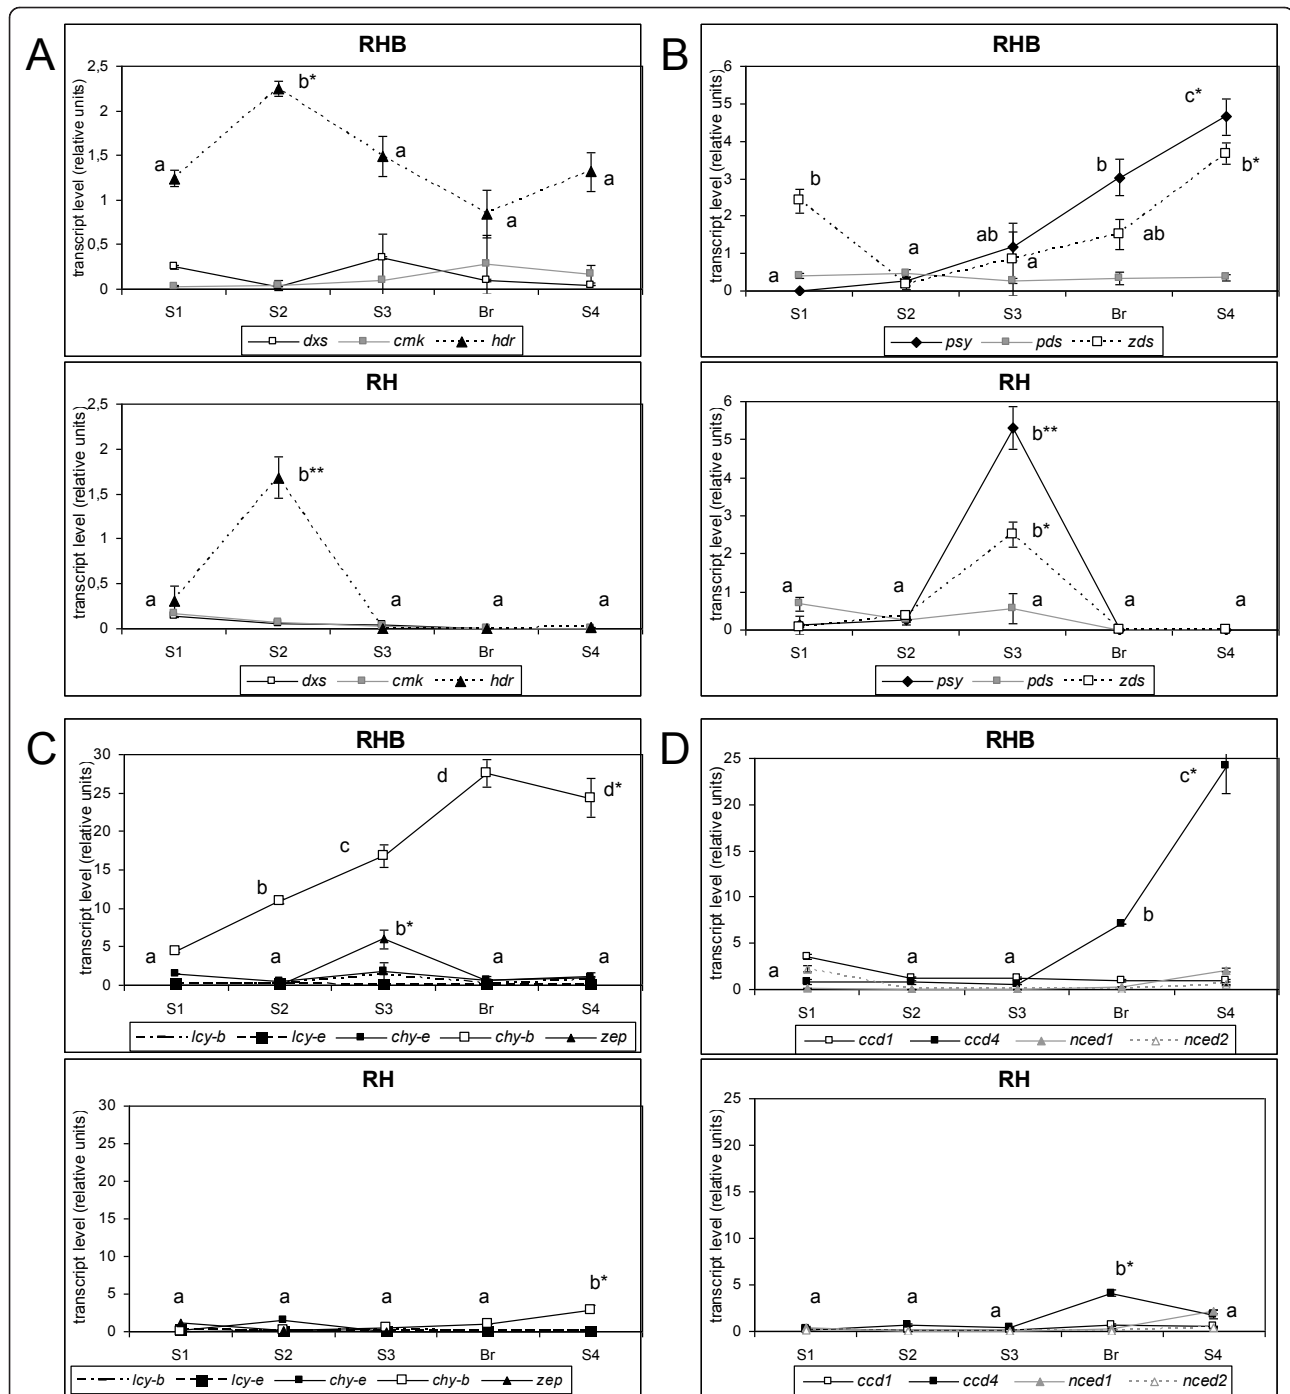 A
RHB
transcript level (relative units)
2,5
2
1,5
1
0,5
0
a
b*
a
a
a
S1 S2 S3 Br S4
dxs cmk hdr
RH
transcript level (relative units)
2,5
2
1,5
1
0,5
0
a
b**
a
a
a
S1 S2 S3 Br S4
dxs cmk hdr
B
RHB
transcript level (relative units)
6
5
4
3
2
1
0
b
a
a
ab
a
b
ab
c*
b*
S1 S2 S3 Br S4
psy pds zds
RH
transcript level (relative units)
6
5
4
3
2
1
0
a
a
b**
b*
a
a
a
S1 S2 S3 Br S4
psy pds zds
C
RHB
transcript level (relative units)
30
25
20
15
10
5
0
a
b
a
c
b*
d
a
d*
a
S1 S2 S3 Br S4
lcy-b lcy-e chy-e chy-b zep
RH
transcript level (relative units)
30
25
20
15
10
5
0
a
a
a
a
b*
S1 S2 S3 Br S4
lcy-b lcy-e chy-e chy-b zep
D
RHB
transcript level (relative units)
25
20
15
10
5
0
a
a
a
b
c*
S1 S2 S3 Br S4
ccd1 ccd4 nced1 nced2
RH
transcript level (relative units)
25
20
15
10
5
0
a
a
a
b*
a
S1 S2 S3 Br S4
ccd1 ccd4 nced1 nced2